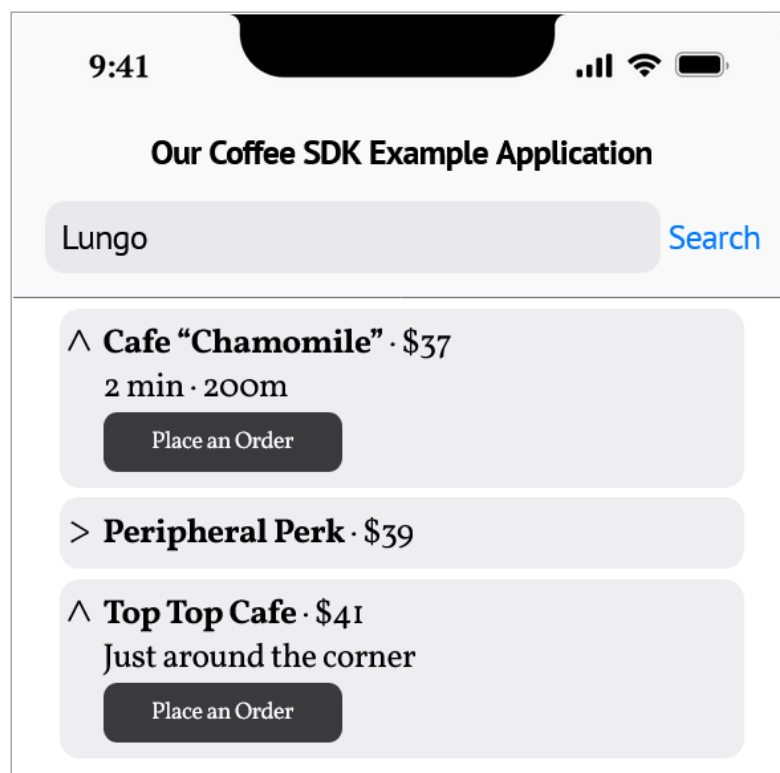 9:41
Our Coffee SDK Example Application
Lungo Search
^ Cafe “Chamomile” · $37
2 min · 200m
Place an Order
> Peripheral Perk · $39
^ Top Top Cafe · $41
Just around the corner
Place an Order